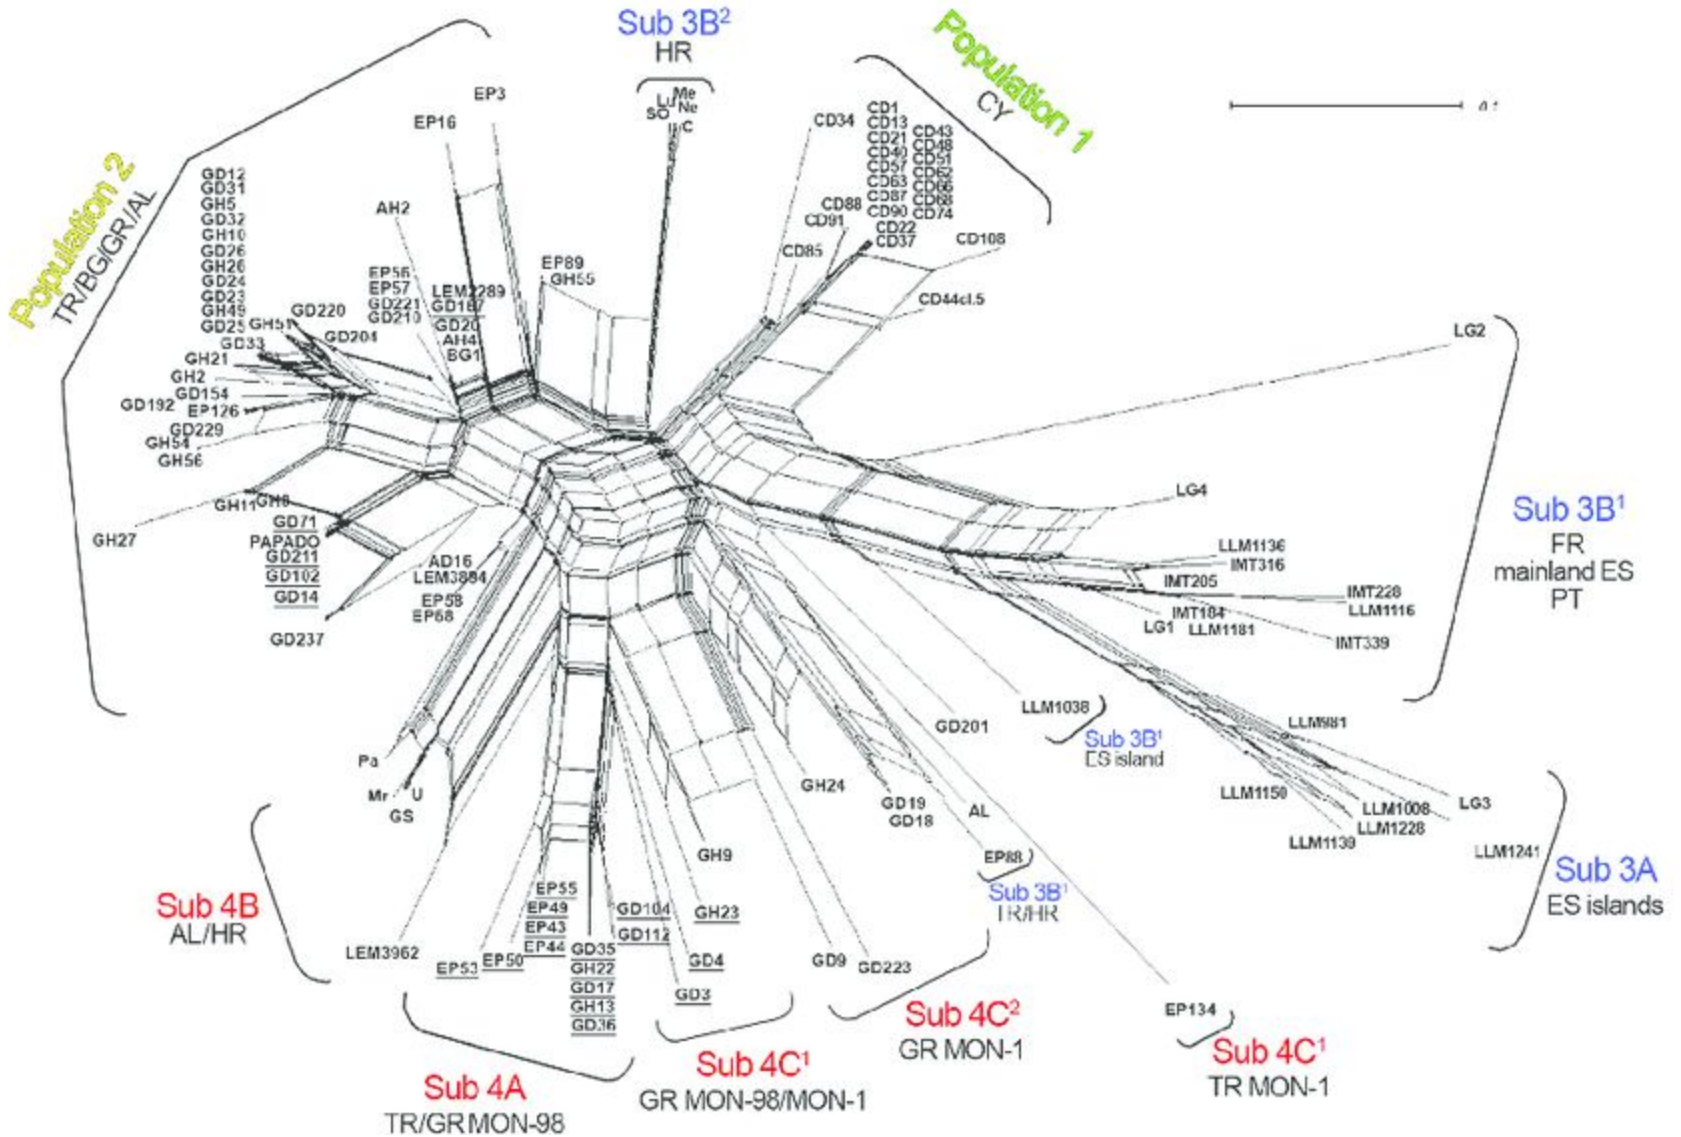 Sub 3B²
HR
Population 1
CY
Population 2
TR/BG/GR/AL
EP3
EP16
Me
Lu
Ne
SO
C
CD34
CD1
CD13
CD21
CD40
CD57
CD63
CD87
CD90
CD43
CD48
CD51
CD62
CD66
CD68
CD74
CD22
CD37
CD88
CD91
CD85
CD108
CD44cl.5
GD12
GD31
GH5
GD32
GH10
GD26
GH26
GD24
GD23
GH49
GD25
GH51
GD220
GD204
GD33
GH21
GH2
GD154
GD192
EP126
GD229
GH54
GH56
AH2
EP56
EP57
GD221
GD210
LEM2289
GD187
GD20
AH4
BG1
EP89
GH55
GH11
GH8
GH27
GD71
PAPADO
GD211
GD102
GD14
GD237
AD16
LEM3884
EP58
EP68
LG2
LG4
LLM1136
IMT316
IMT205
IMT228
LLM1116
IMT184
LG1
LLM1181
IMT339
Sub 3B¹
FR
mainland ES
PT
LLM981
LLM1150
LLM1008
LLM1228
LLM1139
LG3
LLM1241
Sub 3A
ES islands
LLM1038
Sub 3B¹
ES island
GD201
GH24
GD19
GD18
AL
EP88
Sub 3B¹
TR/HR
Pa
Mr
U
GS
Sub 4B
AL/HR
LEM3962
GH9
EP55
EP49
EP43
EP44
EP53
EP50
GD35
GH22
GD17
GH13
GD36
GD104
GD112
GH23
GD4
GD3
GD9
GD223
EP134
Sub 4A
TR/GR MON-98
Sub 4C¹
GR MON-98/MON-1
Sub 4C²
GR MON-1
Sub 4C¹
TR MON-1